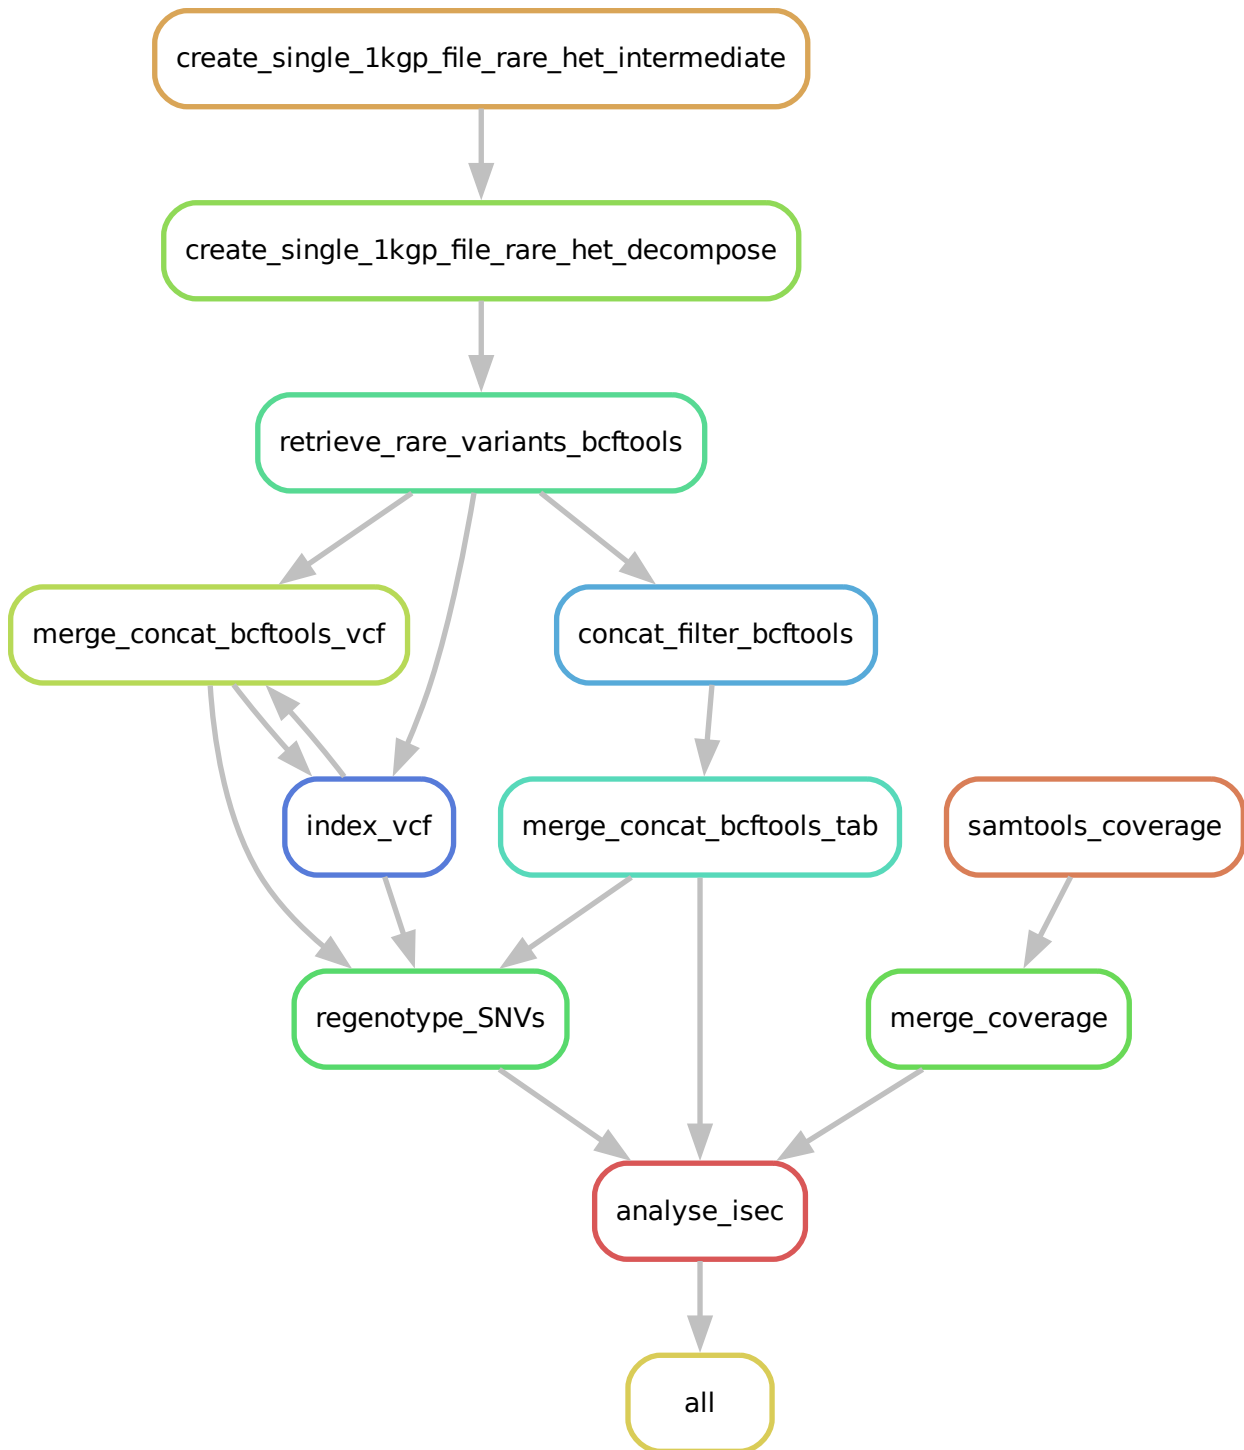 create_single_1kgp_file_rare_het_intermediate
create_single_1kgp_file_rare_het_decompose
retrieve_rare_variants_bcftools
merge_concat_bcftools_vcf
concat_filter_bcftools
index_vcf
merge_concat_bcftools_tab
samtools_coverage
regenotype_SNVs
merge_coverage
analyse_isec
all